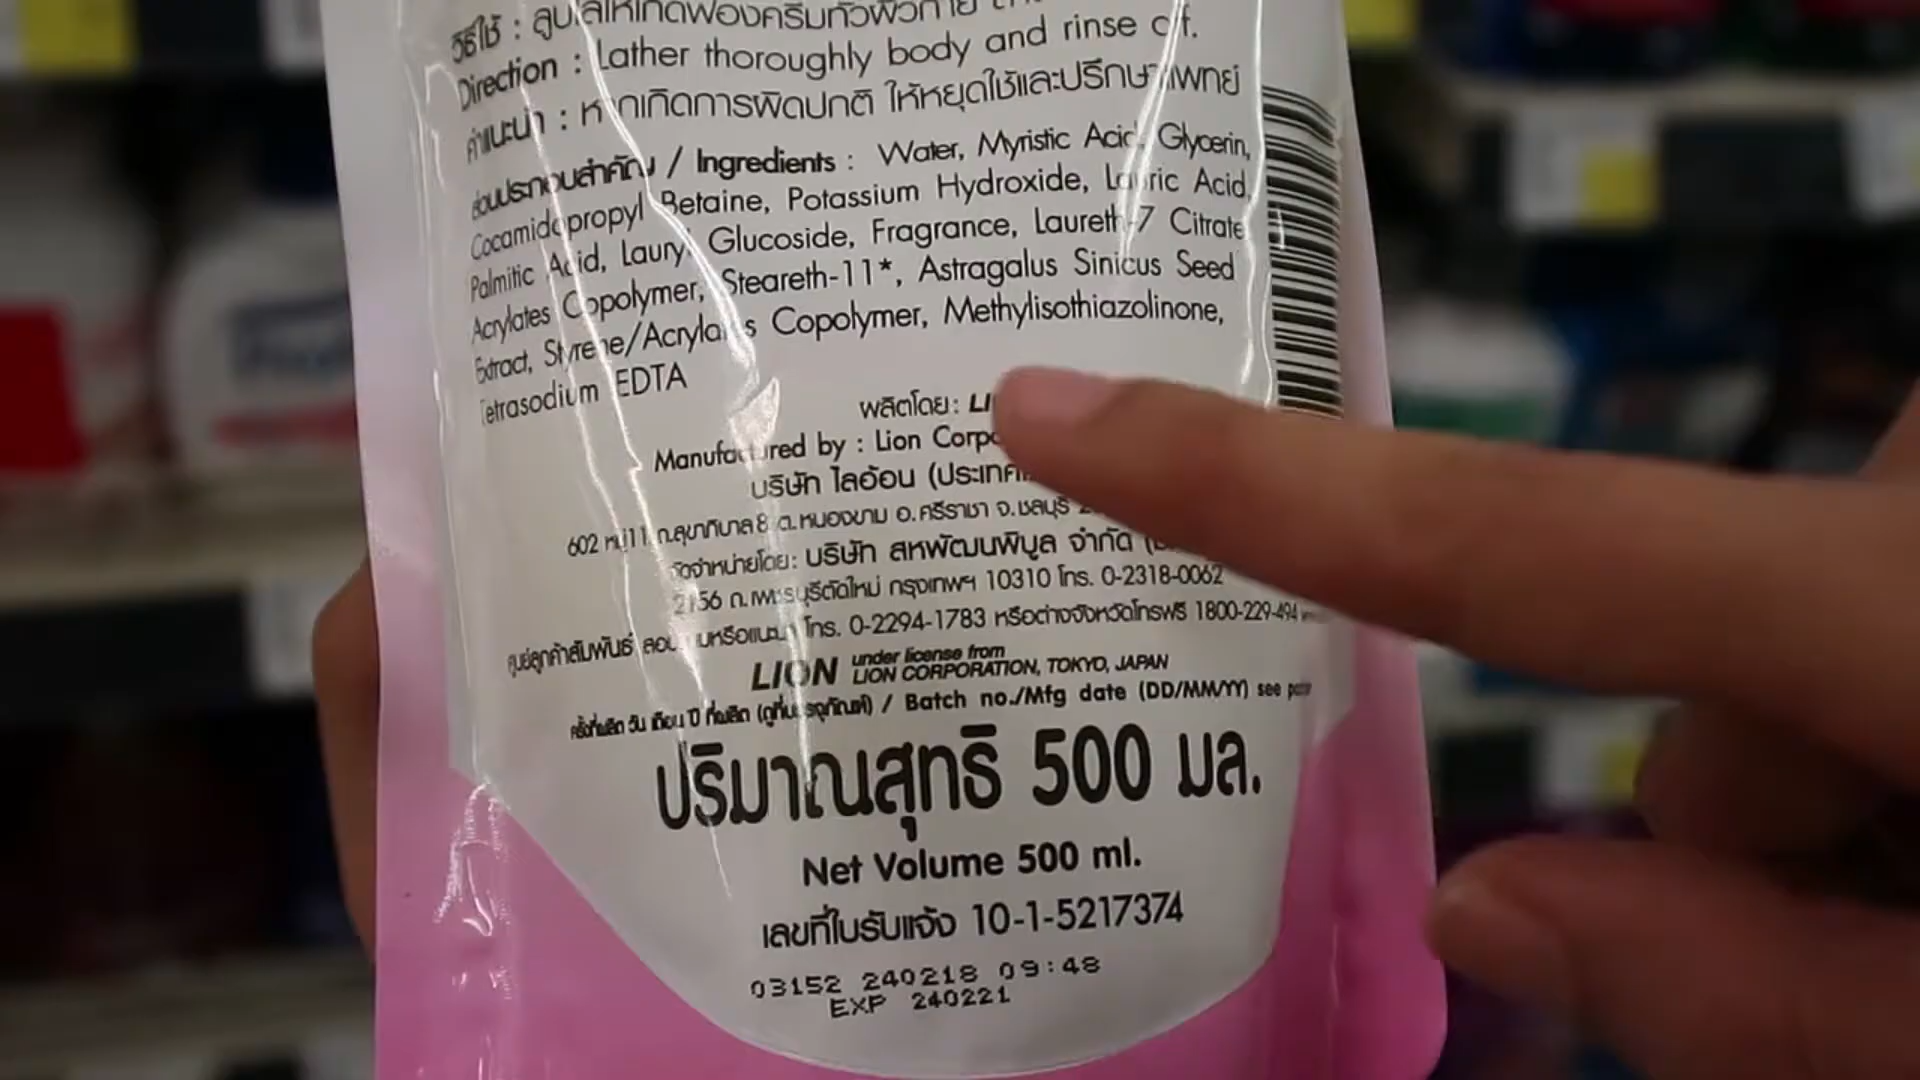 วิธีใช้ : ลูบไล้ให้เกิดฟองครีมทั่วผิวกาย
Direction : Lather thoroughly body and rinse off.
คำแนะนำ : หากเกิดการผิดปกติ ให้หยุดใช้และปรึกษาแพทย์
ส่วนประกอบสำคัญ / Ingredients : Water, Myristic Acid, Glycerin,
Cocamidopropyl Betaine, Potassium Hydroxide, Lauric Acid,
Palmitic Acid, Lauryl Glucoside, Fragrance, Laureth-7 Citrate
Acrylates Copolymer, Steareth-11*, Astragalus Sinicus Seed
Extract, Styrene/Acrylates Copolymer, Methylisothiazolinone,
Tetrasodium EDTA
ผลิตโดย:
Manufactured by : Lion
บริษัท ไลอ้อน
602 หมู่ 11 ถ.สุขาภิบาล 8 ต.หนองขาม อ.ศรีราชา จ.ชลบุรี
จัดจำหน่ายโดย: บริษัท สหพัฒนพิบูล จำกัด
2156 ถ.เพชรบุรีตัดใหม่ กรุงเทพฯ 10310 โทร. 0-2318-0062
ศูนย์ลูกค้าสัมพันธ์ สอบถามหรือแนะนำ โทร. 0-2294-1783 หรือต่างจังหวัดโทรฟรี 1800-229-494
LION under license from
LION CORPORATION, TOKYO, JAPAN
ครั้งที่ผลิต วัน เดือน ปี ที่ผลิต (ดูที่บรรจุภัณฑ์) / Batch no./Mfg date (DD/MM/YY) see
ปริมาณสุทธิ 500 มล.
Net Volume 500 ml.
เลขที่ใบรับแจ้ง 10-1-5217374
03152 240218 09:48
EXP 240221